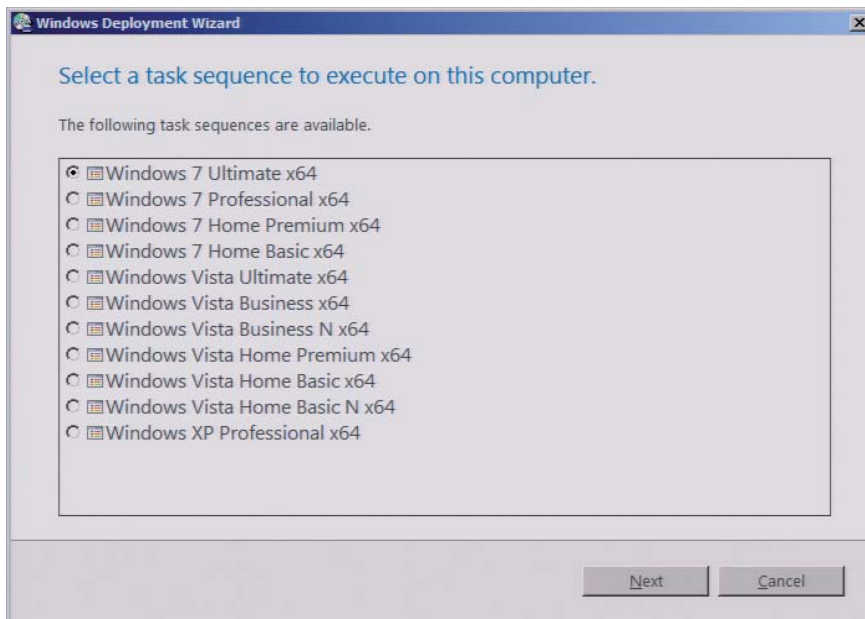 Windows Deployment Wizard
Select a task sequence to execute on this computer.
The following task sequences are available.
Windows 7 Ultimate x64
Windows 7 Professional x64
Windows 7 Home Premium x64
Windows 7 Home Basic x64
Windows Vista Ultimate x64
Windows Vista Business x64
Windows Vista Business N x64
Windows Vista Home Premium x64
Windows Vista Home Basic x64
Windows Vista Home Basic N x64
Windows XP Professional x64
Next Cancel